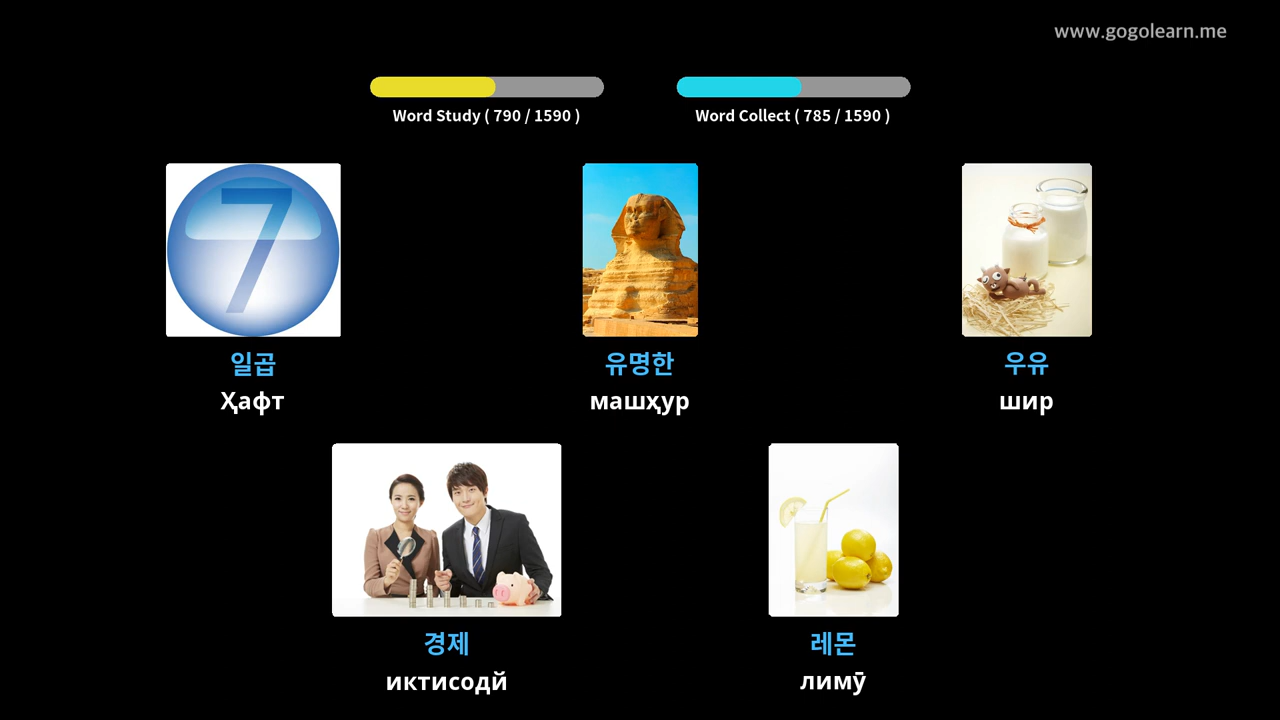 www.gogolearn.me
Word Study ( 790 / 1590 )
Word Collect ( 785 / 1590 )
7
일곱
Ҳафт
유명한
машҳур
우유
шир
경제
иктисодӣ
레몬
лимӯ